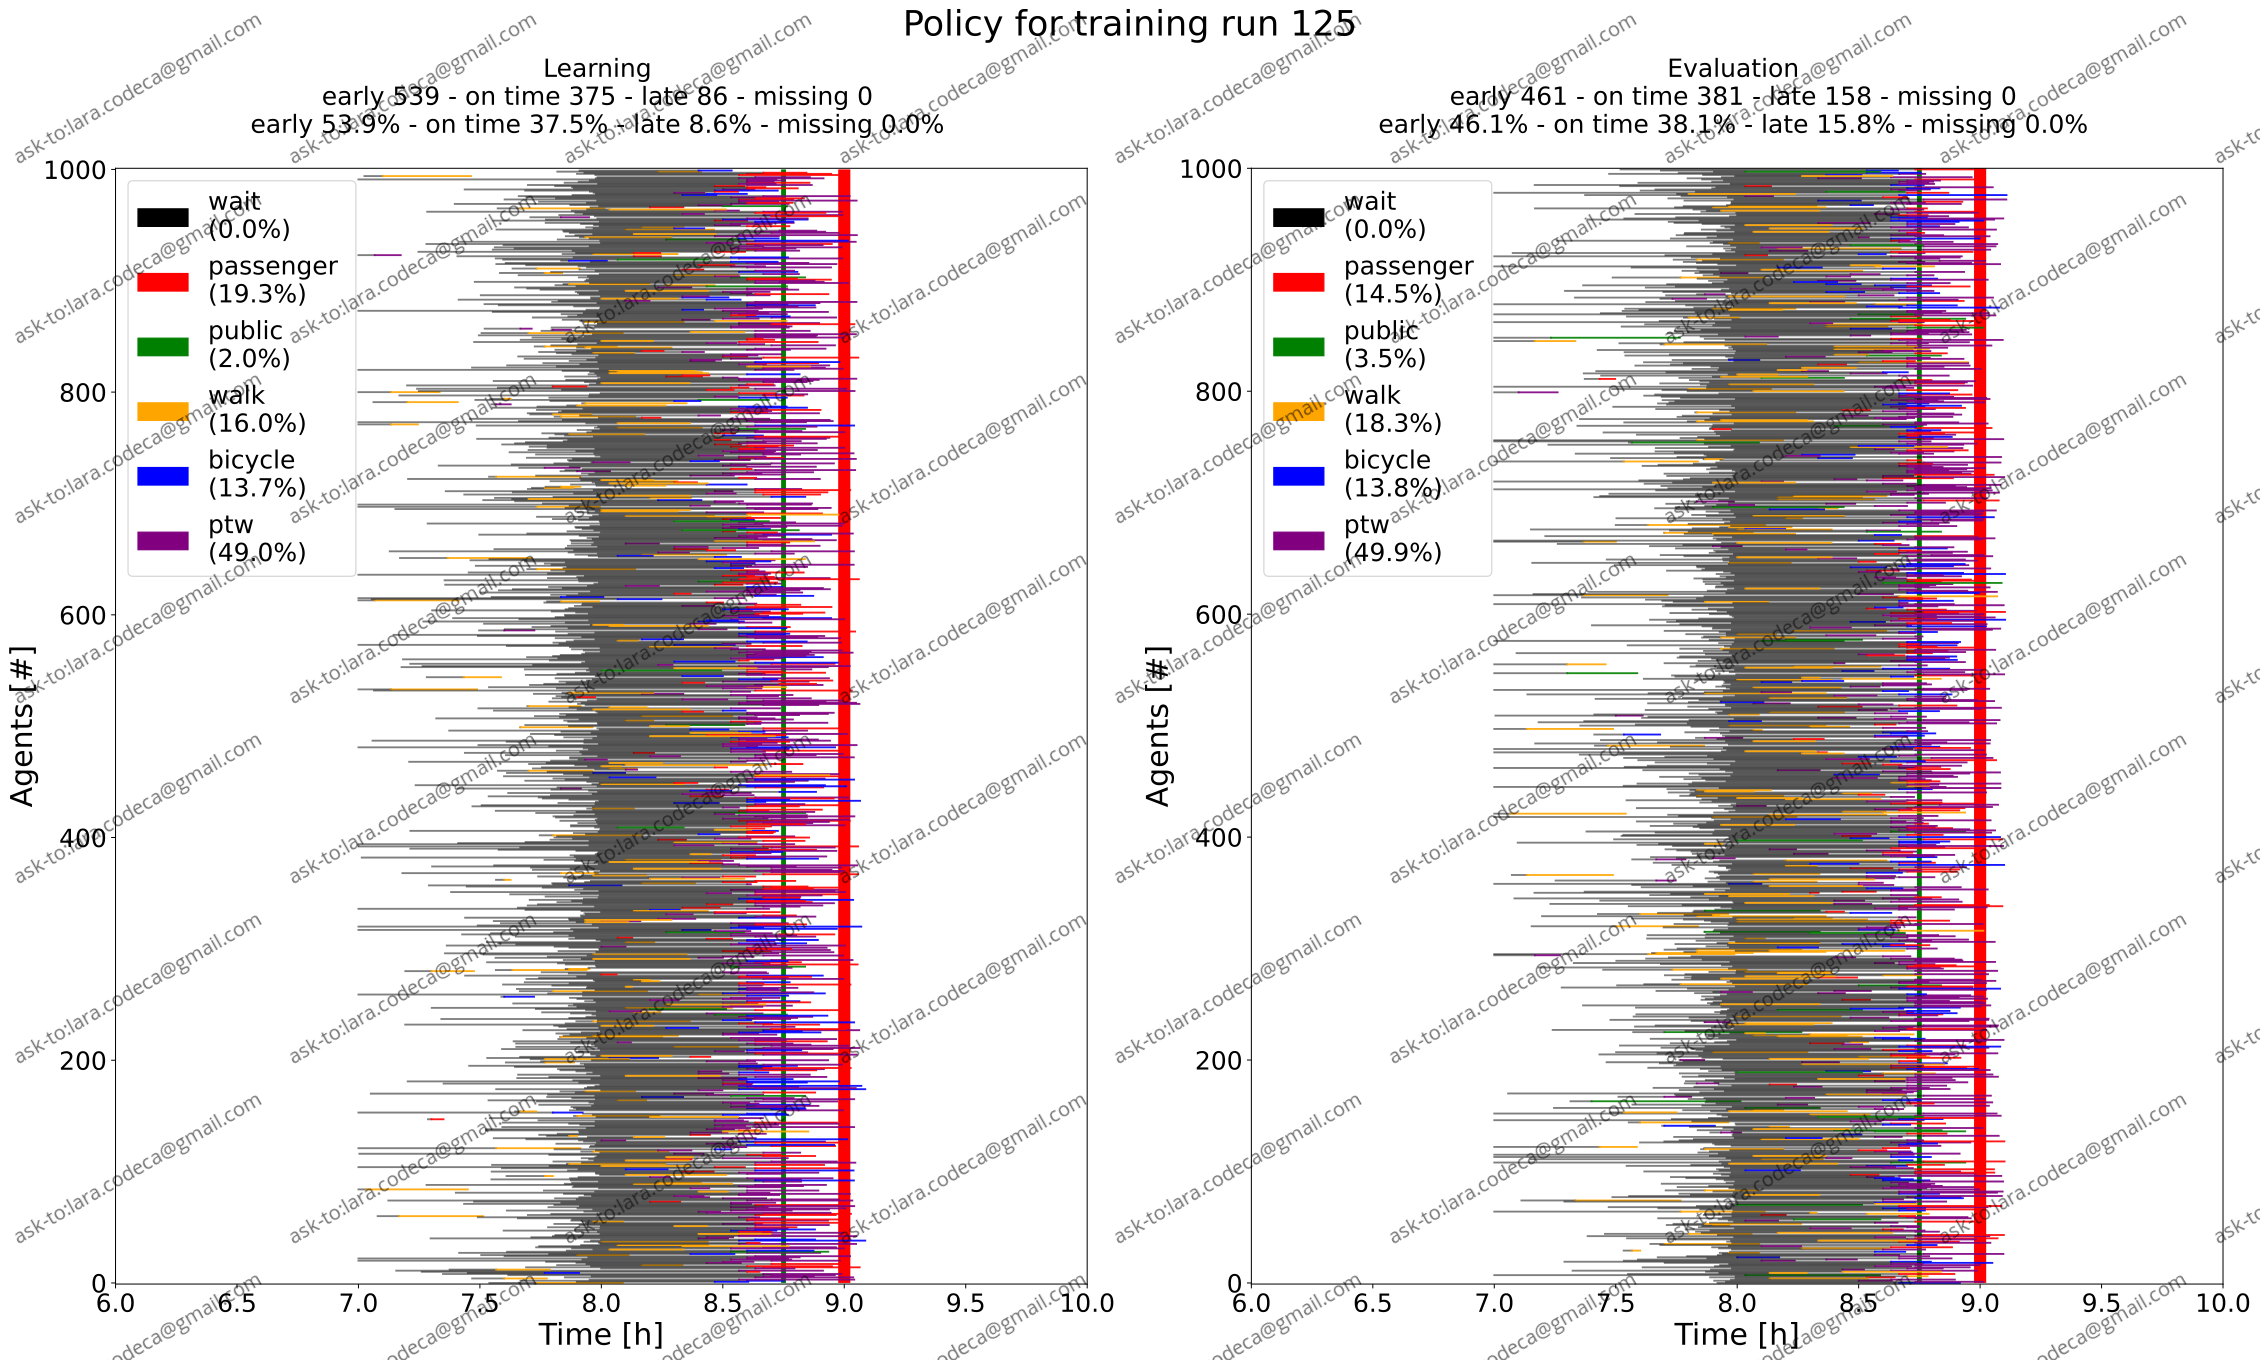 Policy for training run 125
Learning
early 539 - on time 375 - late 86 - missing 0
early 53.9% - on time 37.5% - late 8.6% - missing 0.0%
Agents [#]
1000
800
600
400
200
0
wait
(0.0%)
passenger
(19.3%)
public
(2.0%)
walk
(16.0%)
bicycle
(13.7%)
ptw
(49.0%)
6.0 6.5 7.0 7.5 8.0 8.5 9.0 9.5 10.0
Time [h]
Evaluation
early 461 - on time 381 - late 158 - missing 0
early 46.1% - on time 38.1% - late 15.8% - missing 0.0%
Agents [#]
1000
800
600
400
200
0
wait
(0.0%)
passenger
(14.5%)
public
(3.5%)
walk
(18.3%)
bicycle
(13.8%)
ptw
(49.9%)
6.0 6.5 7.0 7.5 8.0 8.5 9.0 9.5 10.0
Time [h]
ask-to:lara.codeca@gmail.com